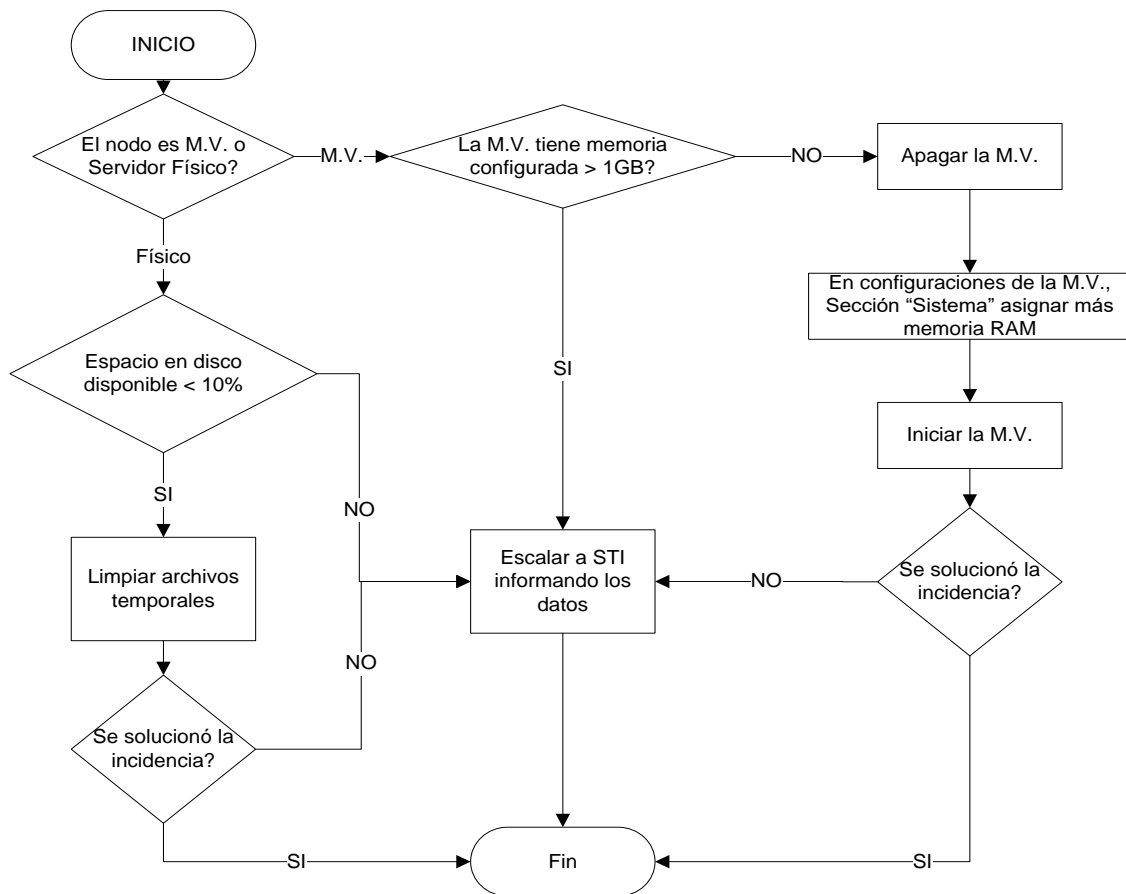 INICIO
El nodo es M.V. o
Servidor Físico?
M.V.
La M.V. tiene memoria
configurada > 1GB?
NO
Apagar la M.V.
Físico
En configuraciones de la M.V.,
Sección “Sistema” asignar más
memoria RAM
Espacio en disco
disponible < 10%
SI
Iniciar la M.V.
SI
NO
Limpiar archivos
temporales
Escalar a STI
informando los
datos
NO
Se solucionó la
incidencia?
NO
Se solucionó la
incidencia?
SI
Fin
SI